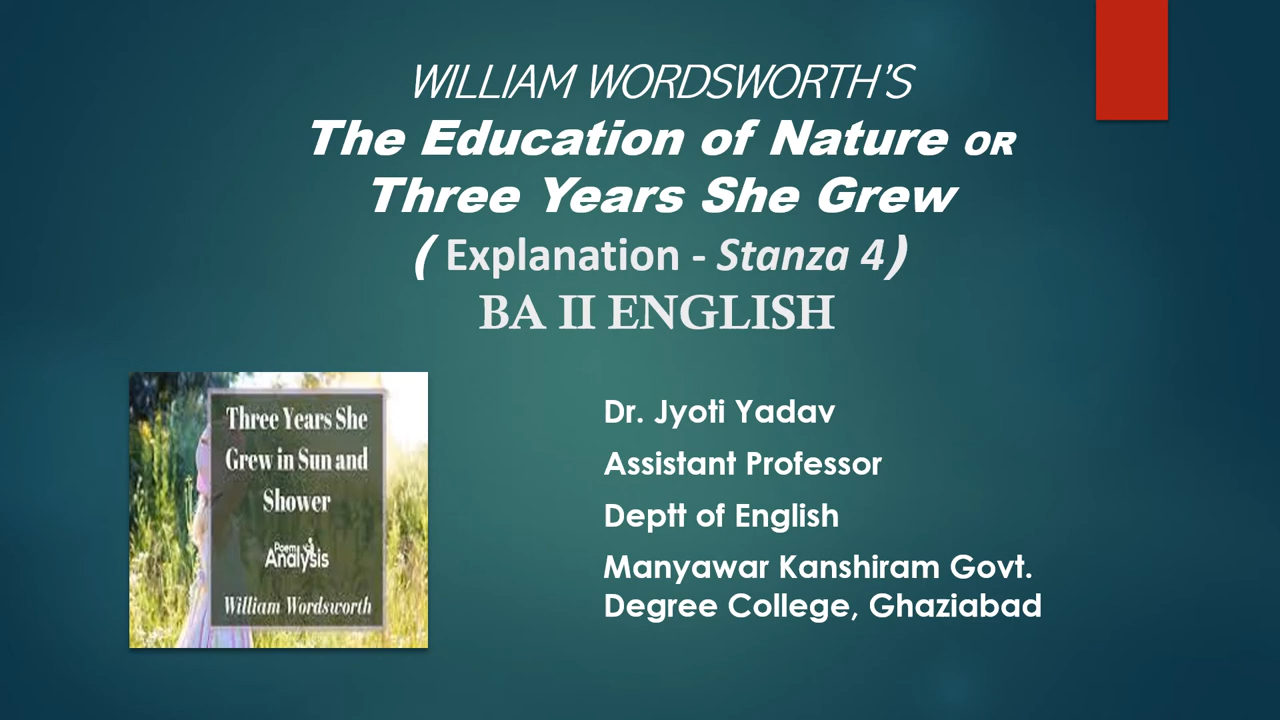 WILLIAM WORDSWORTH'S
The Education of Nature OR
Three Years She Grew
( Explanation - Stanza 4)
BA II ENGLISH
Three Years She
Grew in Sun and
Shower
Poem
Analysis
William Wordsworth
Dr. Jyoti Yadav
Assistant Professor
Deptt of English
Manyawar Kanshiram Govt.
Degree College, Ghaziabad